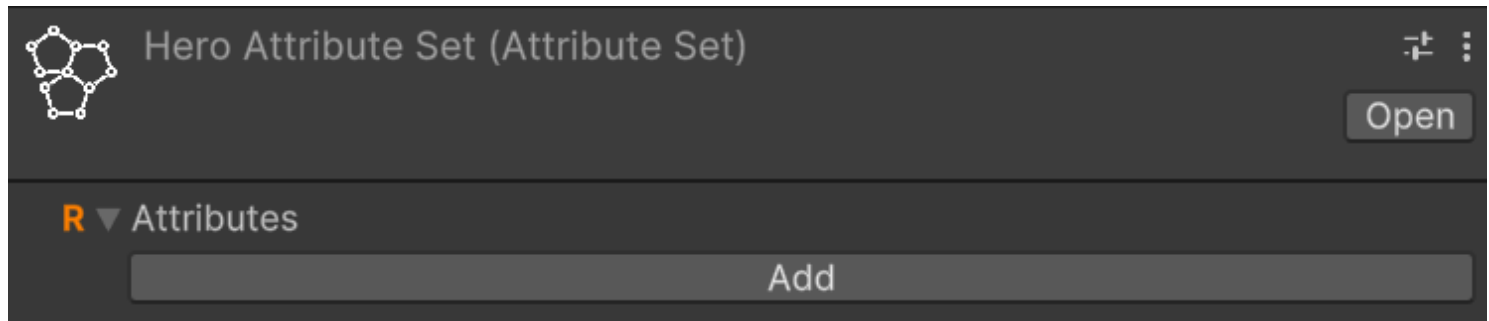 Hero Attribute Set (Attribute Set)
Open
R Attributes
Add